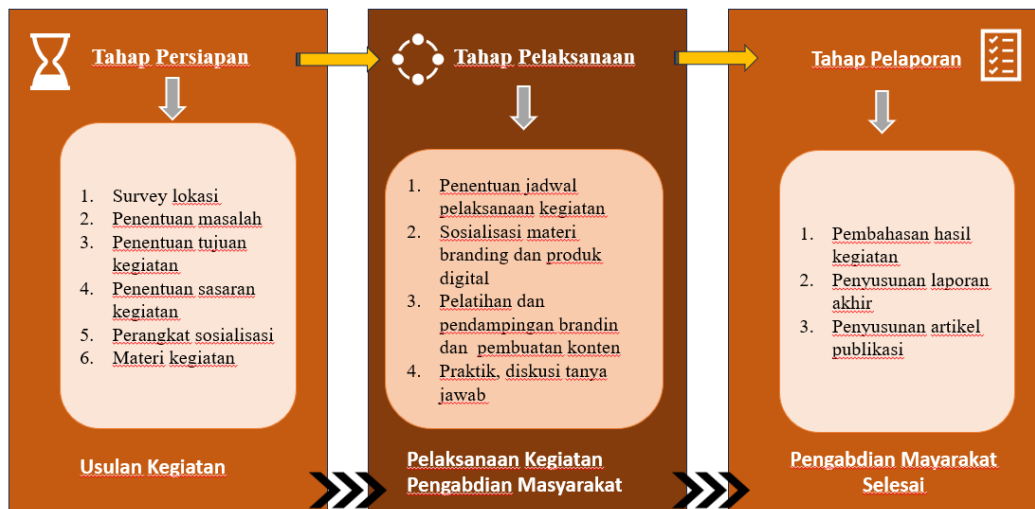 Tahap Persiapan
1. Survey lokasi
2. Penentuan masalah
3. Penentuan tujuan
kegiatan
4. Penentuan sasaran
kegiatan
5. Perangkat sosialisasi
6. Materi kegiatan
Usulan Kegiatan
Tahap Pelaksanaan
1. Penentuan jadwal
pelaksanaan kegiatan
2. Sosialisasi materi
branding dan produk
digital
3. Pelatihan dan
pendampingan brandin
dan pembuatan konten
4. Praktik, diskusi tanya
jawab
Pelaksanaan Kegiatan
Pengabdian Masyarakat
Tahap Pelaporan
1. Pembahasan hasil
kegiatan
2. Penyusunan laporan
akhir
3. Penyusunan artikel
publikasi
Pengabdian Mayarakat
Selesai